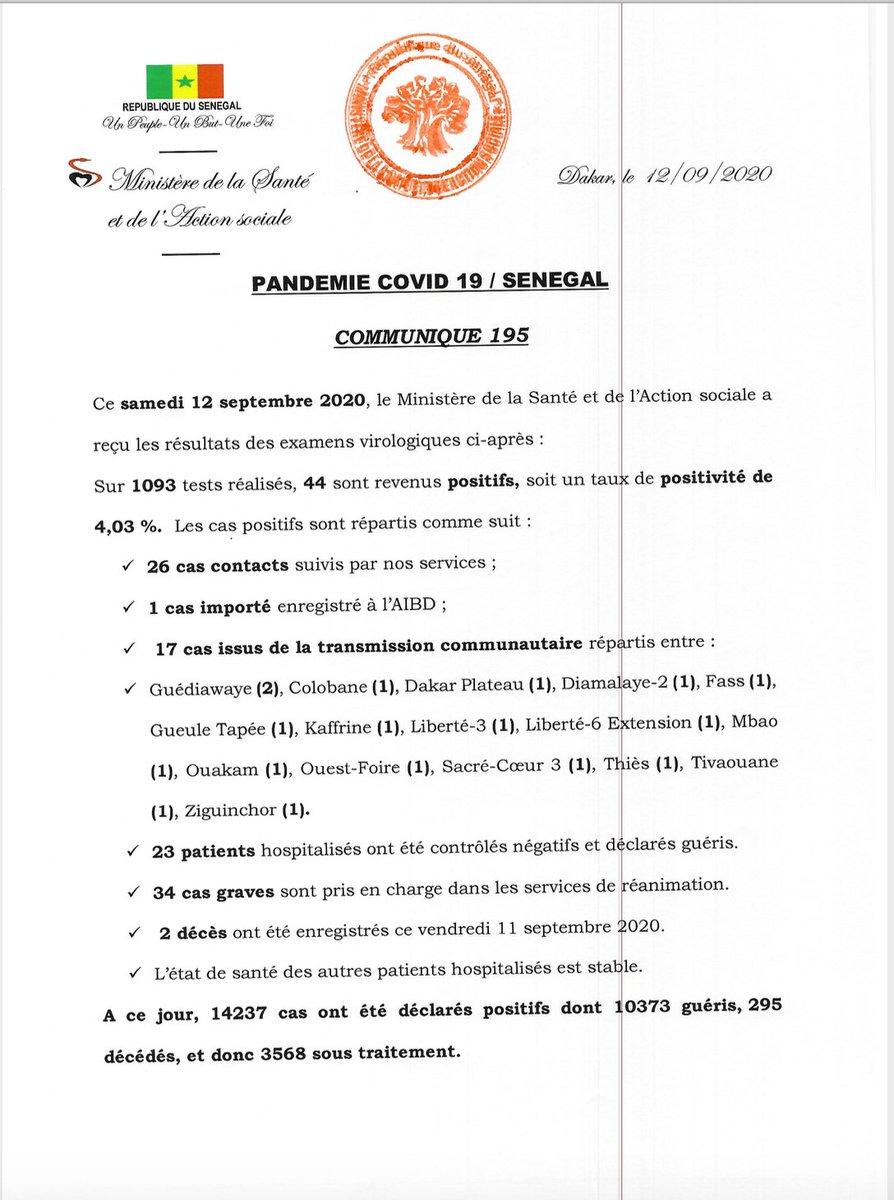 REPUBLIQUE DU SENEGAL
Un Peuple-Un But-Une Foi
Ministère de la Santé
et de l'Action sociale
République du Sénégal
Dakar, le 12/09/2020
PANDEMIE COVID 19 / SENEGAL
COMMUNIQUE 195
Ce samedi 12 septembre 2020, le Ministère de la Santé et de l'Action sociale a
reçu les résultats des examens virologiques ci-après :
Sur 1093 tests réalisés, 44 sont revenus positifs, soit un taux de positivité de
4,03 %. Les cas positifs sont répartis comme suit :
✓ 26 cas contacts suivis par nos services ;
✓ 1 cas importé enregistré à l'AIBD ;
✓ 17 cas issus de la transmission communautaire répartis entre :
✓ Guédiawaye (2), Colobane (1), Dakar Plateau (1), Diamalaye-2 (1), Fass (1),
Gueule Tapée (1), Kaffrine (1), Liberté-3 (1), Liberté-6 Extension (1), Mbao
(1), Ouakam (1), Ouest-Foire (1), Sacré-Cœur 3 (1), Thiès (1), Tivaouane
(1), Ziguinchor (1).
✓ 23 patients hospitalisés ont été contrôlés négatifs et déclarés guéris.
✓ 34 cas graves sont pris en charge dans les services de réanimation.
✓ 2 décès ont été enregistrés ce vendredi 11 septembre 2020.
✓ L'état de santé des autres patients hospitalisés est stable.
A ce jour, 14237 cas ont été déclarés positifs dont 10373 guéris, 295
décédés, et donc 3568 sous traitement.